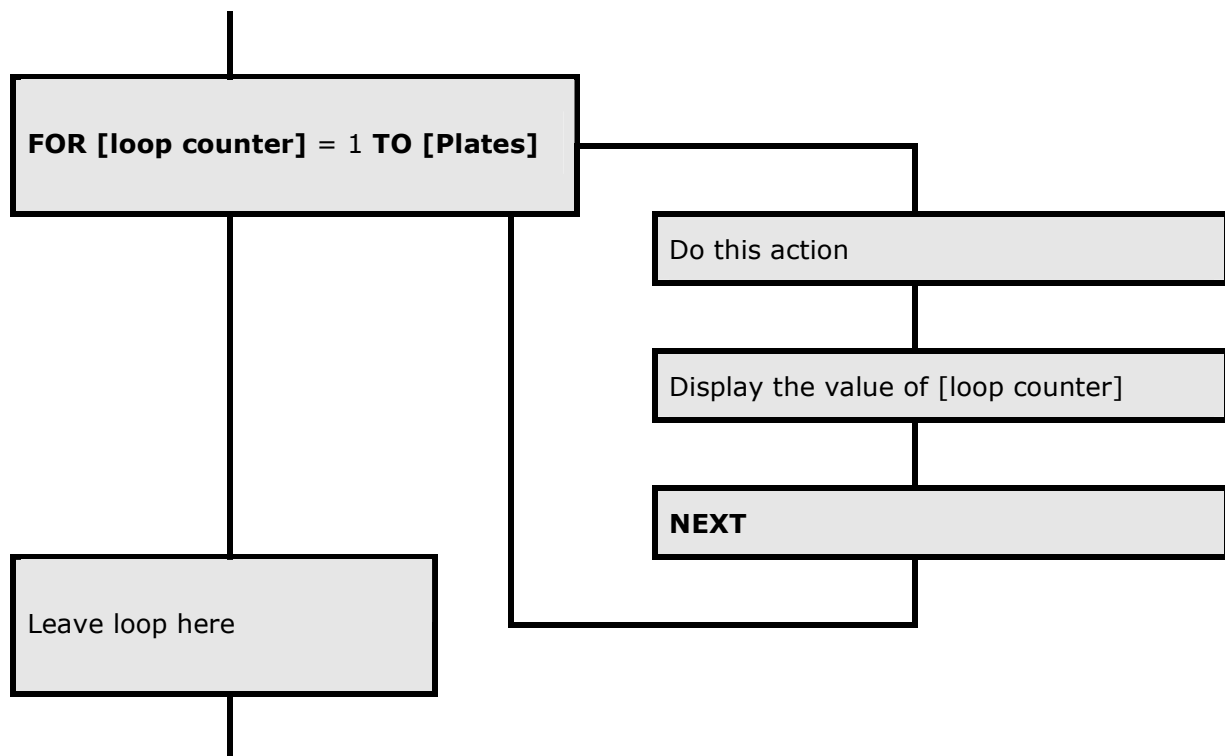 FOR [loop counter] = 1 TO [Plates]
Do this action
Display the value of [loop counter]
NEXT
Leave loop here